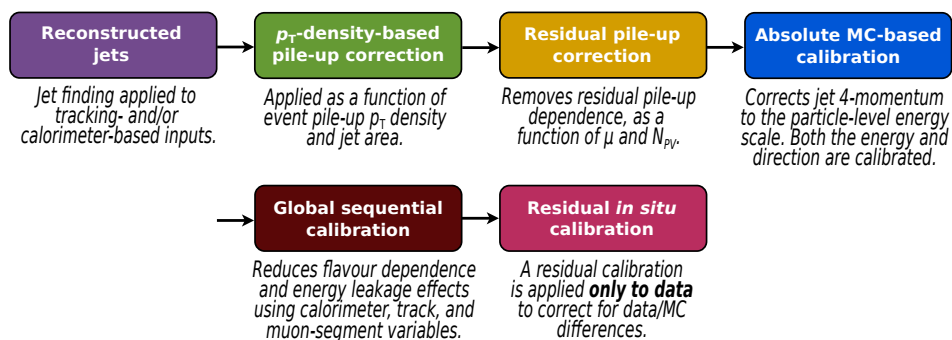 Reconstructed
jets
Jet finding applied to
tracking- and/or
calorimeter-based inputs.
pT-density-based
pile-up correction
Applied as a function of
event pile-up pT density
and jet area.
Residual pile-up
correction
Removes residual pile-up
dependence, as a
function of μ and NPV.
Absolute MC-based
calibration
Corrects jet 4-momentum
to the particle-level energy
scale. Both the energy and
direction are calibrated.
Global sequential
calibration
Reduces flavour dependence
and energy leakage effects
using calorimeter, track, and
muon-segment variables.
Residual in situ
calibration
A residual calibration
is applied only to data
to correct for data/MC
differences.